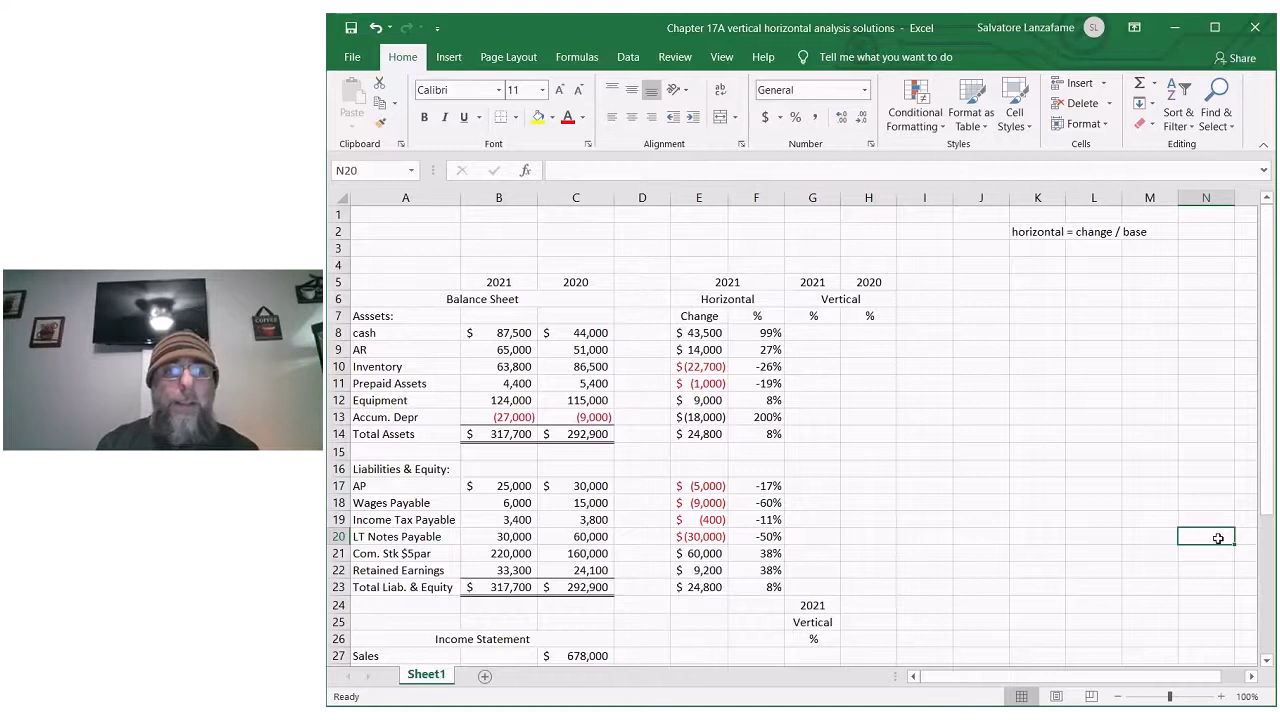 Chapter 17A vertical horizontal analysis solutions - Excel
Salvatore Lanzafame
SL
File Home Insert Page Layout Formulas Data Review View Help Tell me what you want to do Share
Paste
Calibri 11
General
Conditional Formatting
Format as Table
Cell Styles
Insert
Delete
Format
Sort & Filter
Find & Select
Clipboard Font Alignment Number Styles Cells Editing
N20
fx
A B C D E F G H I J K L M N
1
2 horizontal = change / base
3
4
5 2021 2020 2021 2021 2020
6 Balance Sheet Horizontal Vertical
7 Asssets: Change % % %
8 cash $ 87,500 $ 44,000 $ 43,500 99%
9 AR 65,000 51,000 $ 14,000 27%
10 Inventory 63,800 86,500 $(22,700) -26%
11 Prepaid Assets 4,400 5,400 $ (1,000) -19%
12 Equipment 124,000 115,000 $ 9,000 8%
13 Accum. Depr (27,000) (9,000) $(18,000) 200%
14 Total Assets $ 317,700 $ 292,900 $ 24,800 8%
15
16 Liabilities & Equity:
17 AP $ 25,000 $ 30,000 $ (5,000) -17%
18 Wages Payable 6,000 15,000 $ (9,000) -60%
19 Income Tax Payable 3,400 3,800 $ (400) -11%
20 LT Notes Payable 30,000 60,000 $(30,000) -50%
21 Com. Stk $5par 220,000 160,000 $ 60,000 38%
22 Retained Earnings 33,300 24,100 $ 9,200 38%
23 Total Liab. & Equity $ 317,700 $ 292,900 $ 24,800 8%
24 2021
25 Vertical
26 Income Statement %
27 Sales $ 678,000
Sheet1
Ready
100%
COFFEE